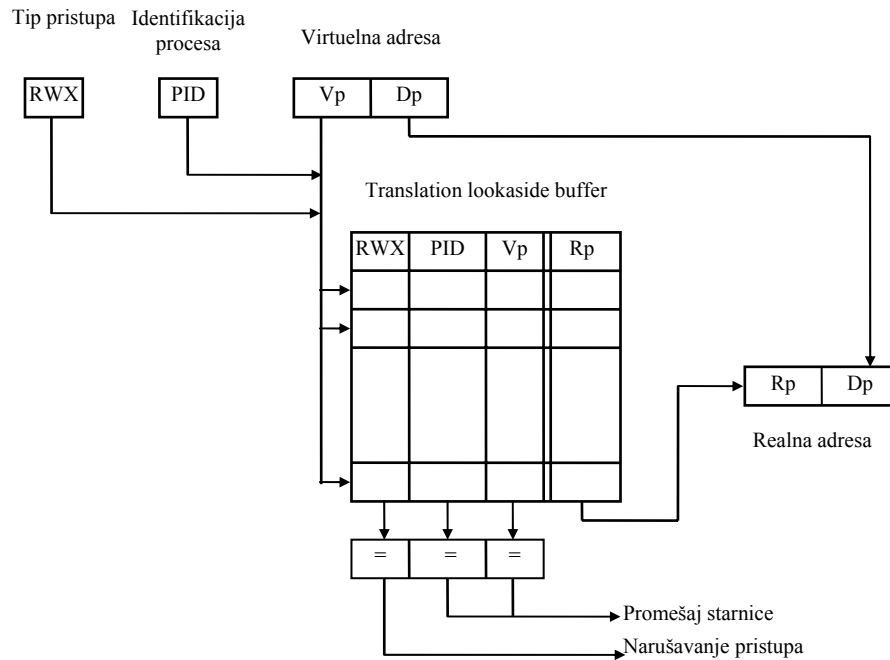 Tip pristupa
Identifikacija
procesa
Virtuelna adresa
RWX
PID
Vp
Dp
Translation lookaside buffer
RWX
PID
Vp
Rp
Rp
Dp
Realna adresa
=
=
=
Promešaj starnice
Narušavanje pristupa